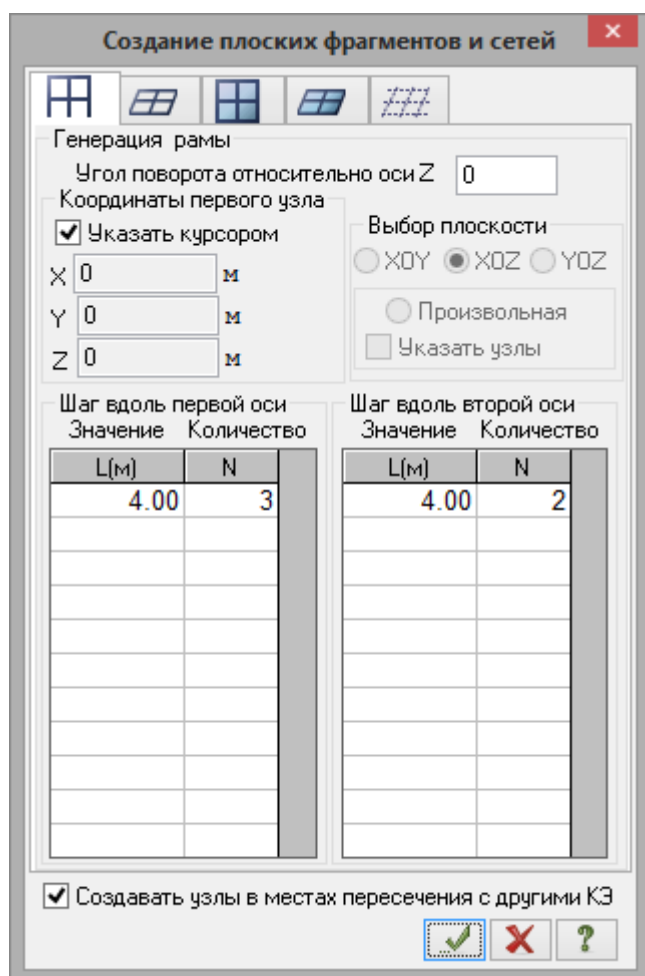 Создание плоских фрагментов и сетей
Генерация рамы
Угол поворота относительно оси Z 0
Координаты первого узла
Указать курсором
X 0 м
Y 0 м
Z 0 м
Выбор плоскости
X0Y X0Z Y0Z
Произвольная
Указать узлы
Шаг вдоль первой оси
Значение Количество
L(м) N
4.00 3
Шаг вдоль второй оси
Значение Количество
L(м) N
4.00 2
Создавать узлы в местах пересечения с другими КЭ
?